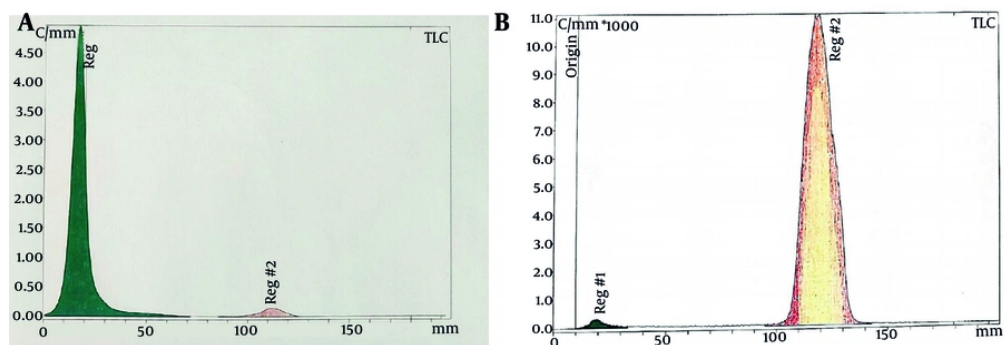 A
C/mm
TLC
Reg
4.50
4.00
3.50
3.00
2.50
2.00
1.50
1.00
0.50
0.00
Reg #2
0
50
100
150
mm
B
11.0
C/mm *1000
TLC
Origin
Reg #2
10.0
9.0
8.0
7.0
6.0
5.0
4.0
3.0
2.0
1.0
0.0
Reg #1
0
50
100
150
mm